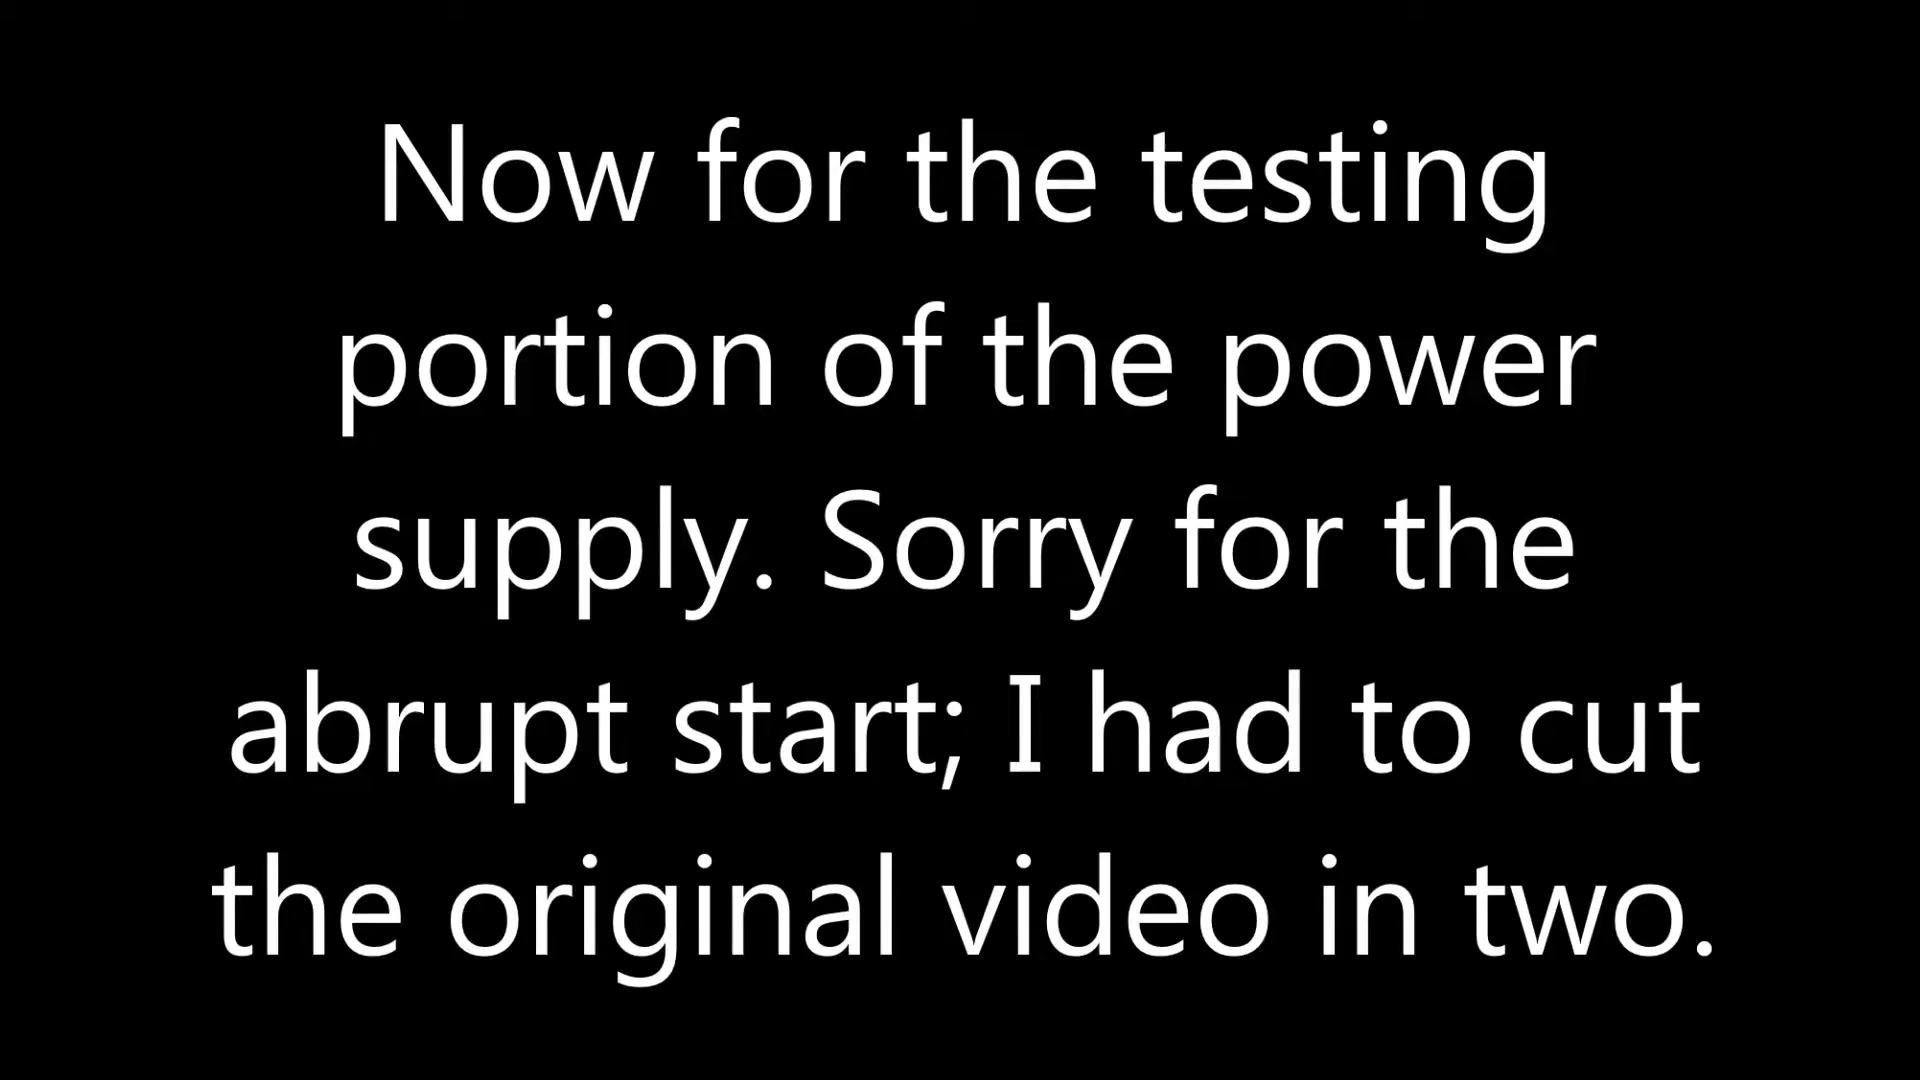 Now for the testing
portion of the power
supply. Sorry for the
abrupt start; I had to cut
the original video in two.